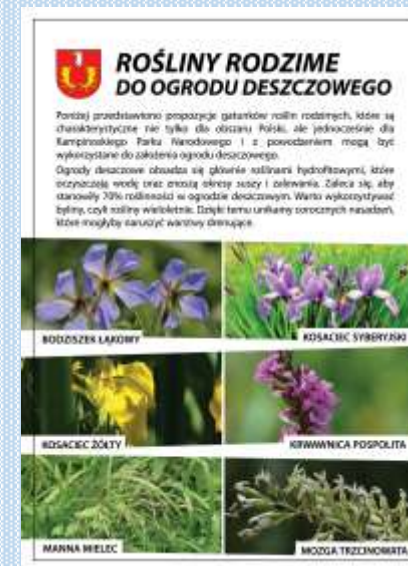 ROŚLINY RODZIME
DO OGRODU DESZCZOWEGO
Poniżej przedstawiono propozycje gatunków roślin rodzimych, które są
charakterystyczne nie tylko dla obszaru Polski, ale jednocześnie dla
Kampinoskiego Parku Narodowego i z powodzeniem mogą być
wykorzystane do założenia ogrodu deszczowego.
Ogrody deszczowe obsadza się głównie roślinami hydrofitowymi, które
oczyszczają wodę oraz znoszą okresy suszy i zalewania. Zaleca się, aby
stanowiły 70% roślinności w ogrodzie deszczowym. Warto wykorzystywać
byliny, czyli rośliny wieloletnie. Dzięki temu unikamy corocznych nasadzeń,
które mogłyby naruszyć warstwy drenujące.
BODZISZEK ŁĄKOWY
KOSACIEC SYBERYJSKI
KOSACIEC ŻÓŁTY
KRWAWNICA POSPOLITA
MANNA MIELEC
MOZGA TRZCINOWATA